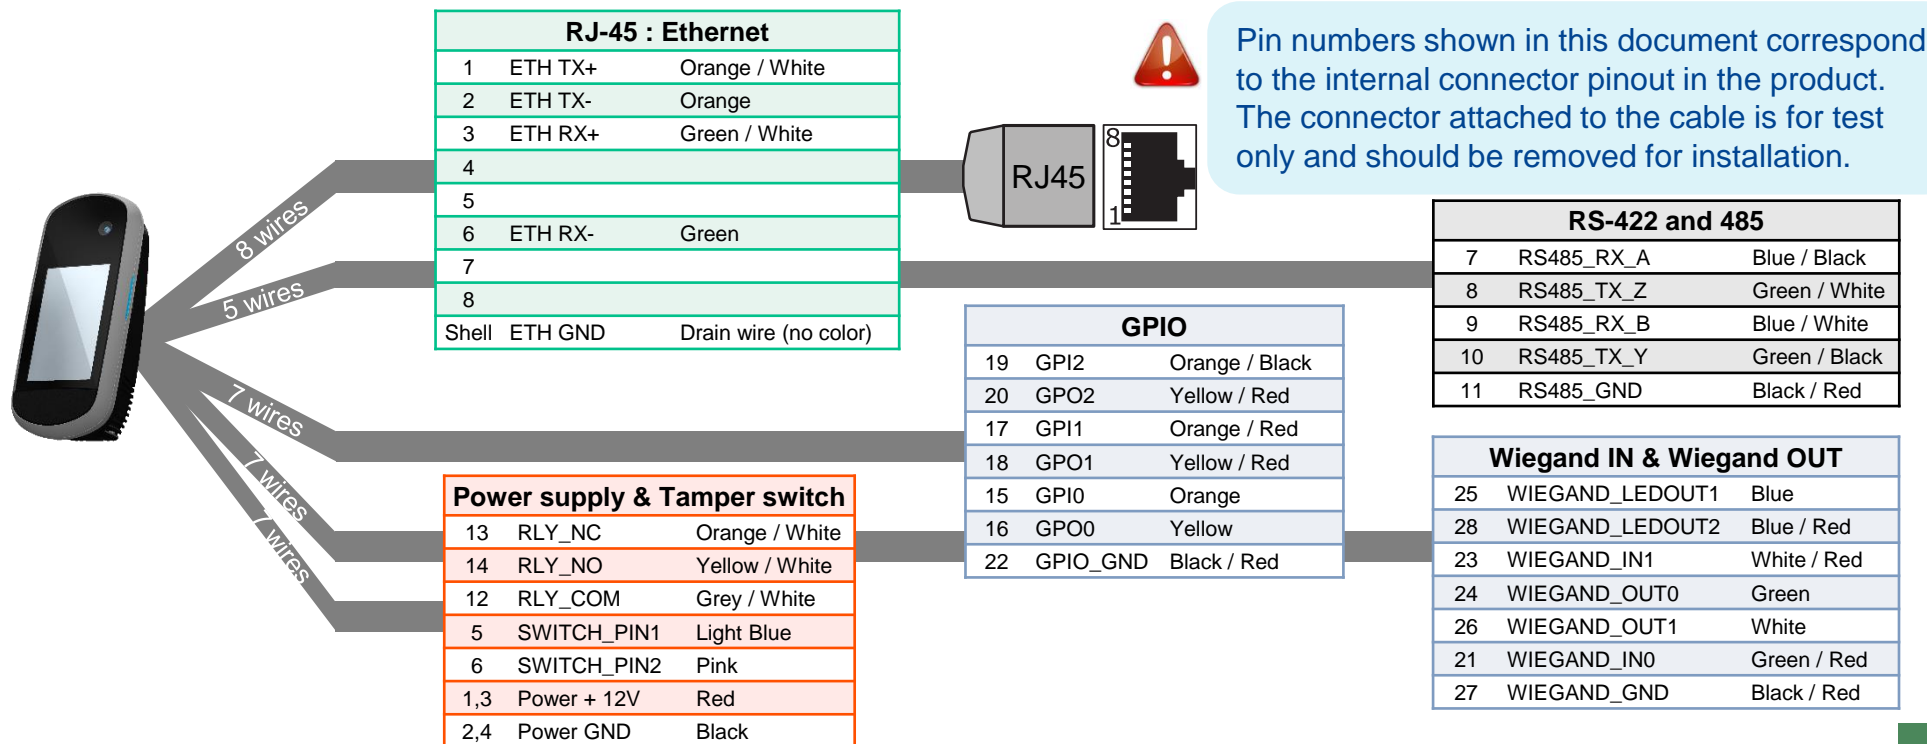 RJ-45 : Ethernet
1 ETH TX+ Orange / White
2 ETH TX- Orange
3 ETH RX+ Green / White
4
5
6 ETH RX- Green
7
8
Shell ETH GND Drain wire (no color)
Pin numbers shown in this document correspond
to the internal connector pinout in the product.
The connector attached to the cable is for test
only and should be removed for installation.
RJ45
8
1
8 wires
5 wires
7 wires
7 wires
7 wires
RS-422 and 485
7 RS485_RX_A Blue / Black
8 RS485_TX_Z Green / White
9 RS485_RX_B Blue / White
10 RS485_TX_Y Green / Black
11 RS485_GND Black / Red
GPIO
19 GPI2 Orange / Black
20 GPO2 Yellow / Red
17 GPI1 Orange / Red
18 GPO1 Yellow / Red
15 GPI0 Orange
16 GPO0 Yellow
22 GPIO_GND Black / Red
Power supply & Tamper switch
13 RLY_NC Orange / White
14 RLY_NO Yellow / White
12 RLY_COM Grey / White
5 SWITCH_PIN1 Light Blue
6 SWITCH_PIN2 Pink
1,3 Power + 12V Red
2,4 Power GND Black
Wiegand IN & Wiegand OUT
25 WIEGAND_LEDOUT1 Blue
28 WIEGAND_LEDOUT2 Blue / Red
23 WIEGAND_IN1 White / Red
24 WIEGAND_OUT0 Green
26 WIEGAND_OUT1 White
21 WIEGAND_IN0 Green / Red
27 WIEGAND_GND Black / Red